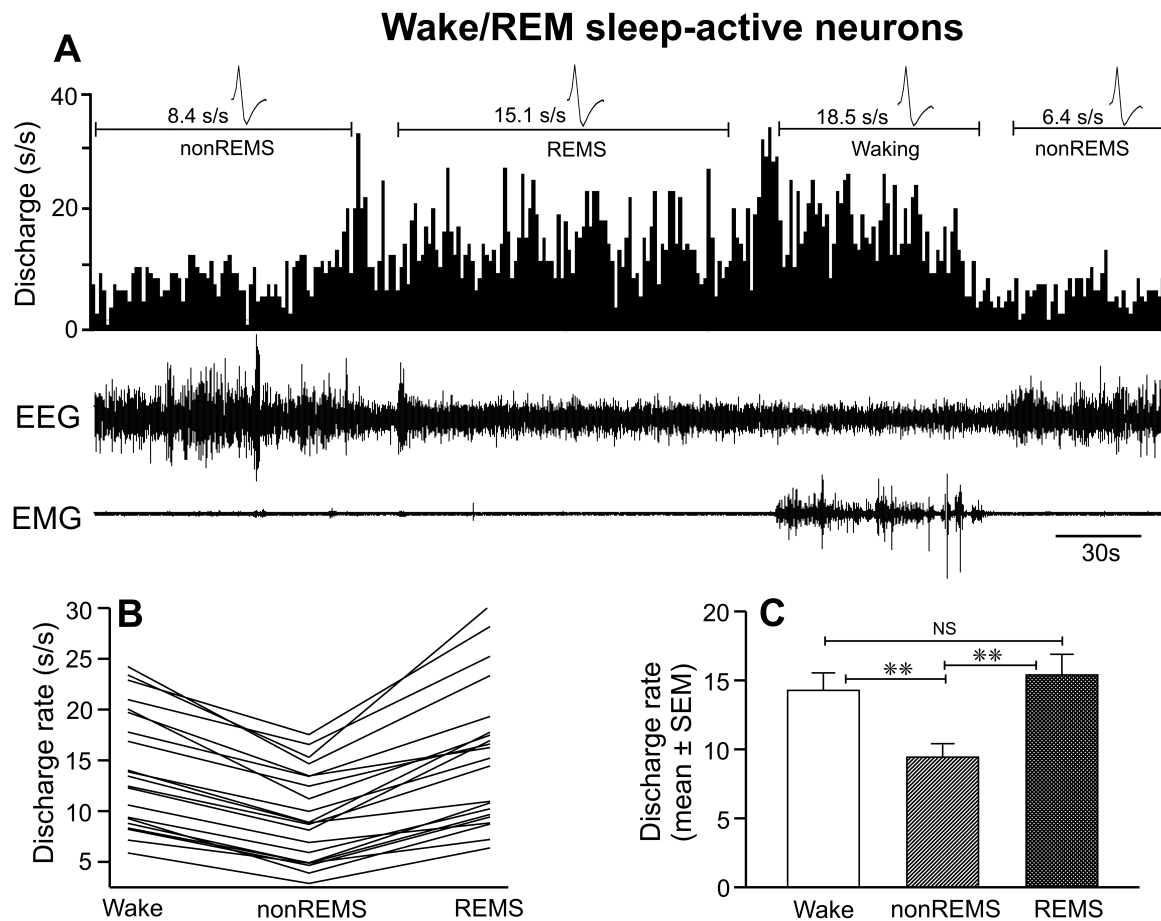 Wake/REM sleep-active neurons
A
40
20
0
Discharge (s/s)
8.4 s/s
15.1 s/s
18.5 s/s
6.4 s/s
nonREMS
REMS
Waking
nonREMS
EEG
EMG
30s
B
30
25
20
15
10
5
Discharge rate (s/s)
Wake
nonREMS
REMS
C
20
15
10
5
0
Discharge rate
(mean ± SEM)
NS
** **
Wake
nonREMS
REMS